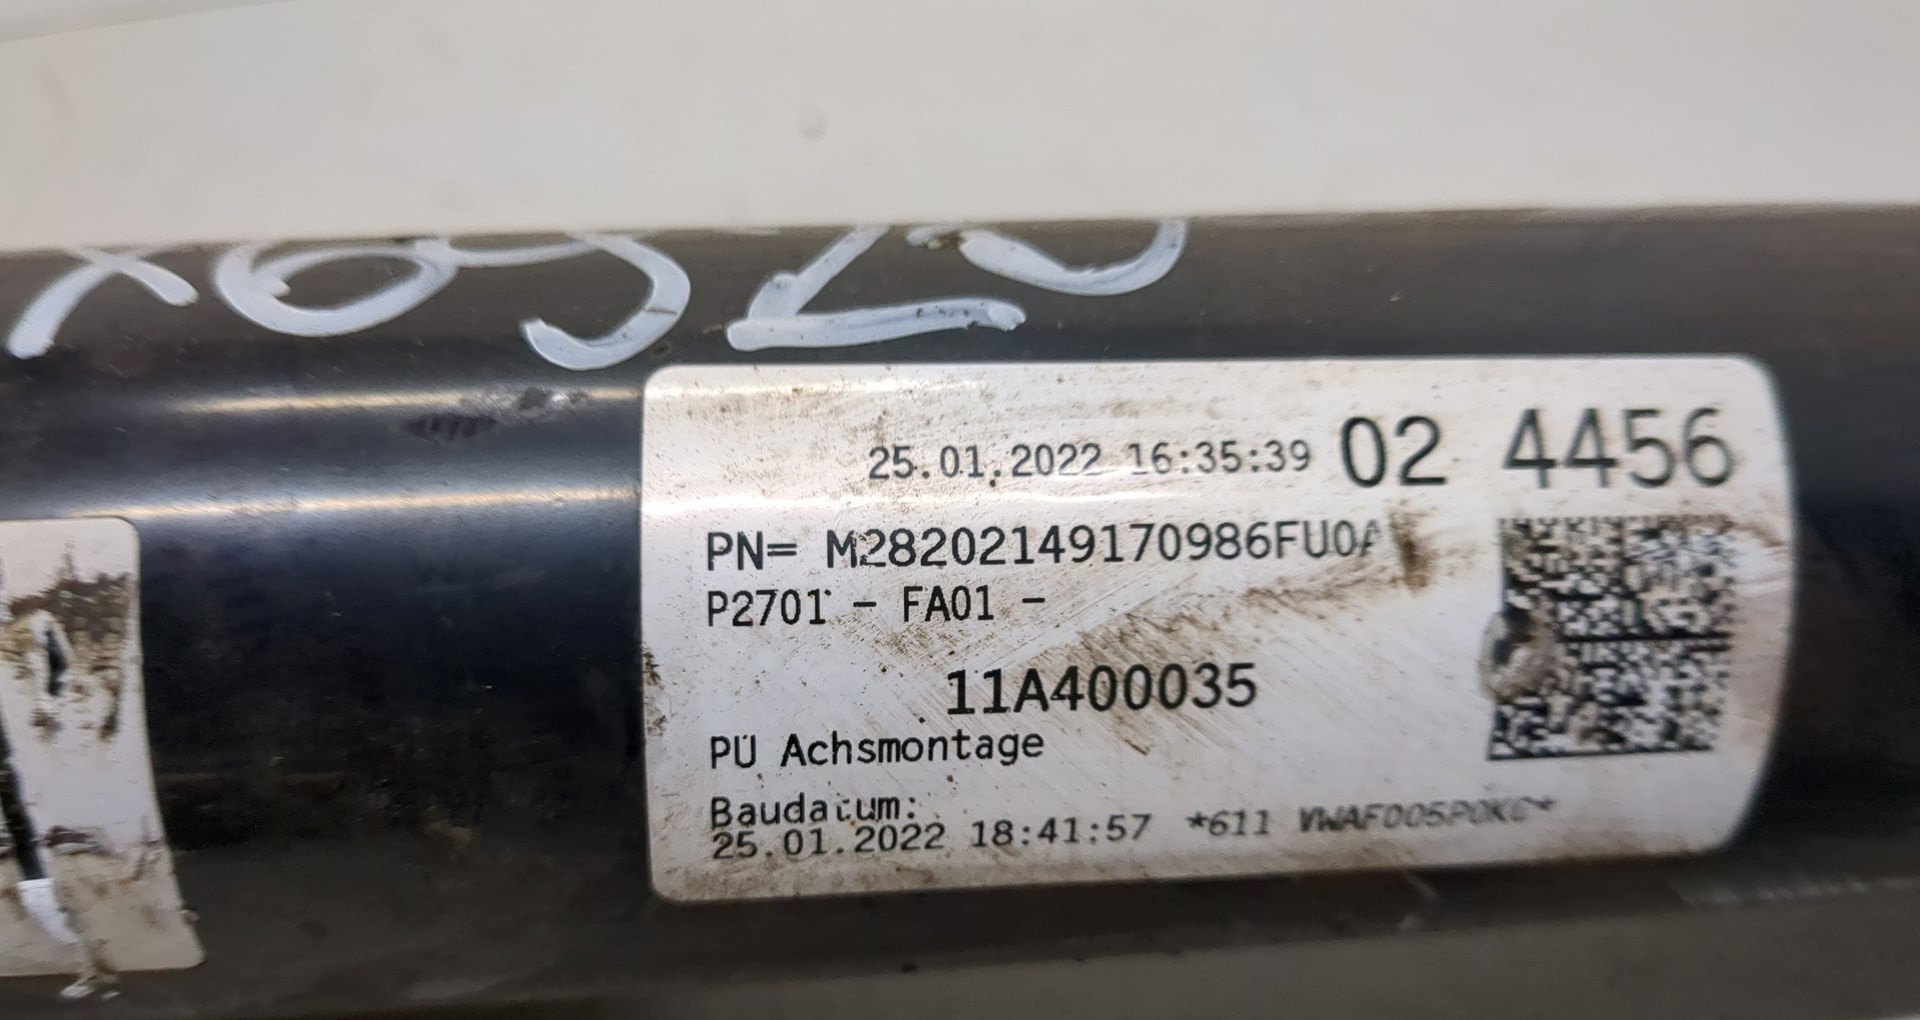 25.01.2022 16:35:39 02 4456
PN= M28202149170986FU0A
P2701 - FA01 -
11A400035
PU Achsmontage
Baudatum:
25.01.2022 18:41:57 *611